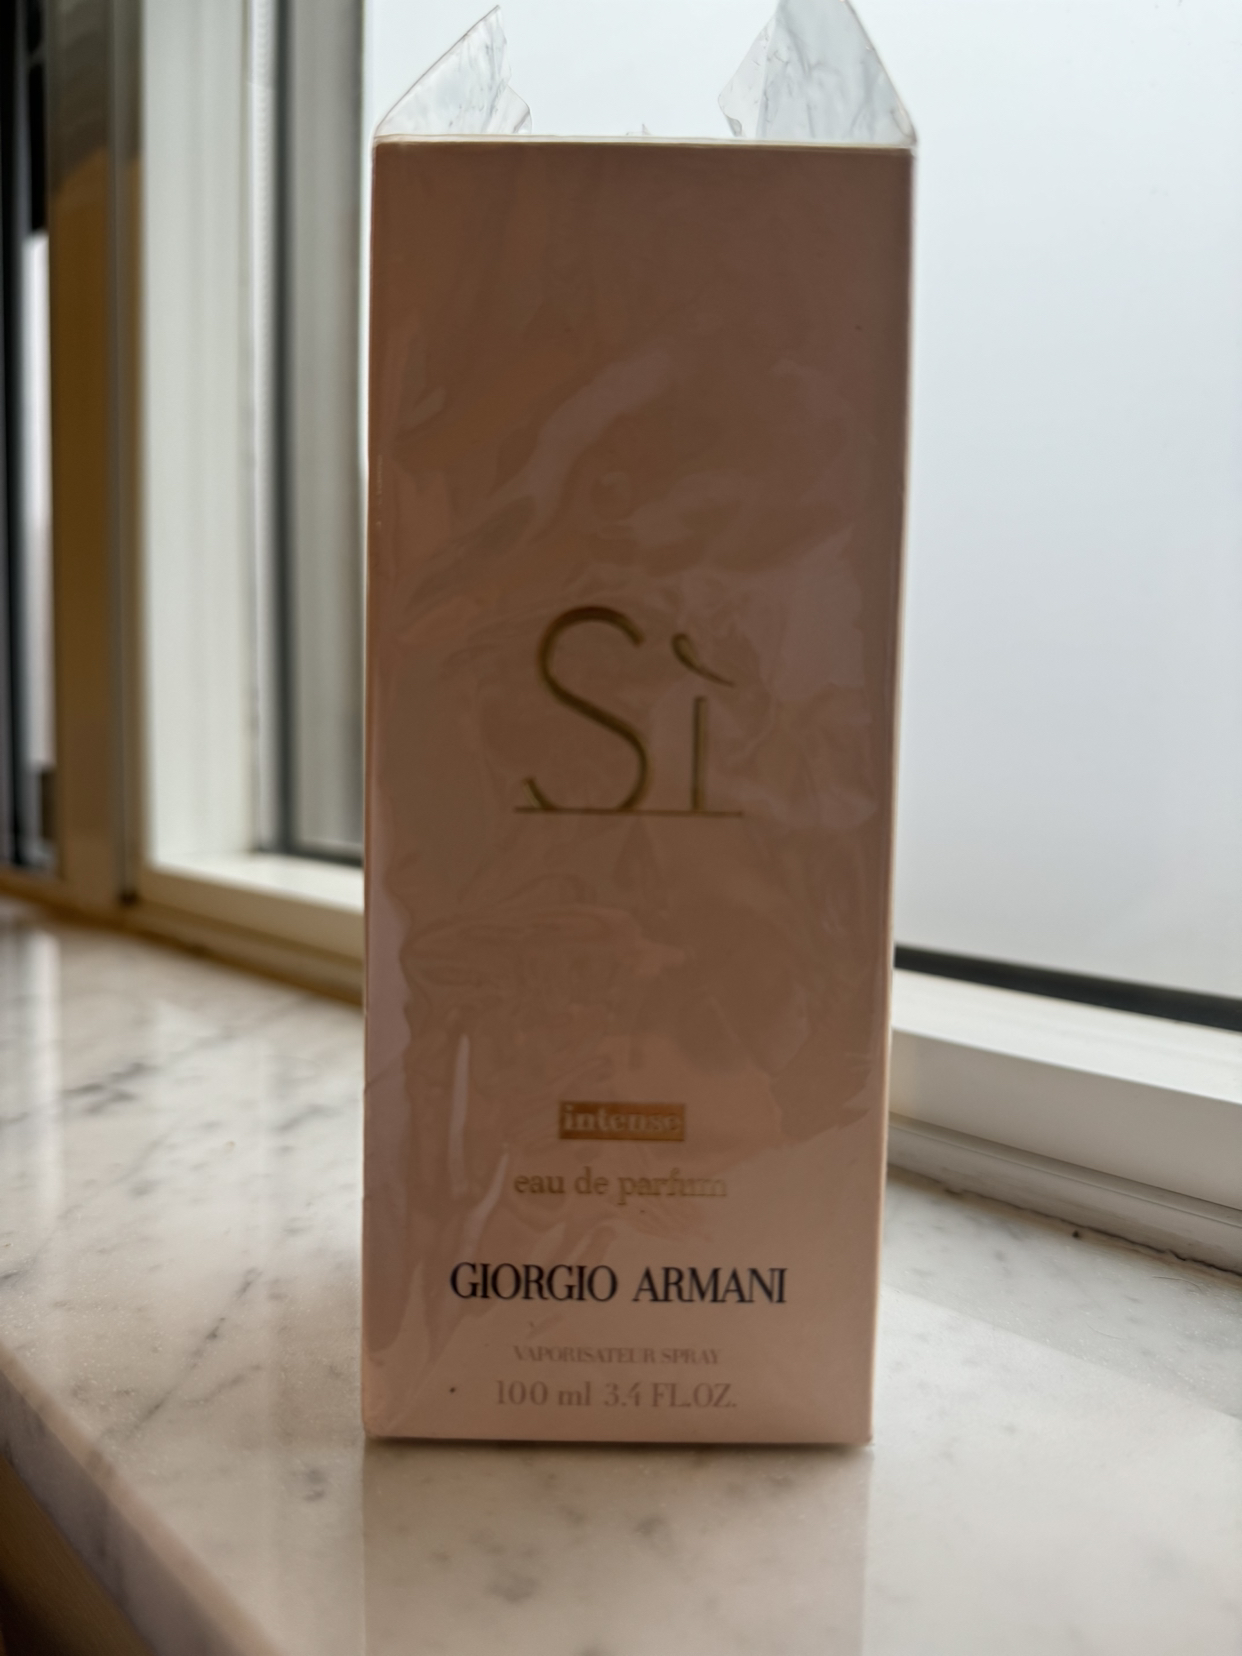 Sì
intense
eau de parfum
GIORGIO ARMANI
VAPORISATEUR SPRAY
100 ml 3.4 FL.OZ.